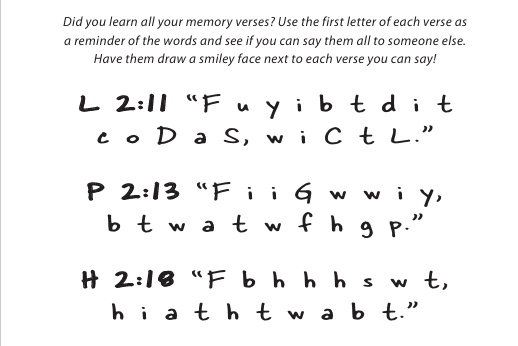 Did you learn all your memory verses? Use the first letter of each verse as
a reminder of the words and see if you can say them all to someone else.
Have them draw a smiley face next to each verse you can say!
L 2:11 “F u y i b t d i t
c o D a S, w i C t L.”
P 2:13 “F i i G w w i y,
b t w a t w f h g p.”
H 2:18 “F b h h h s w t,
h i a t h t w a b t.”